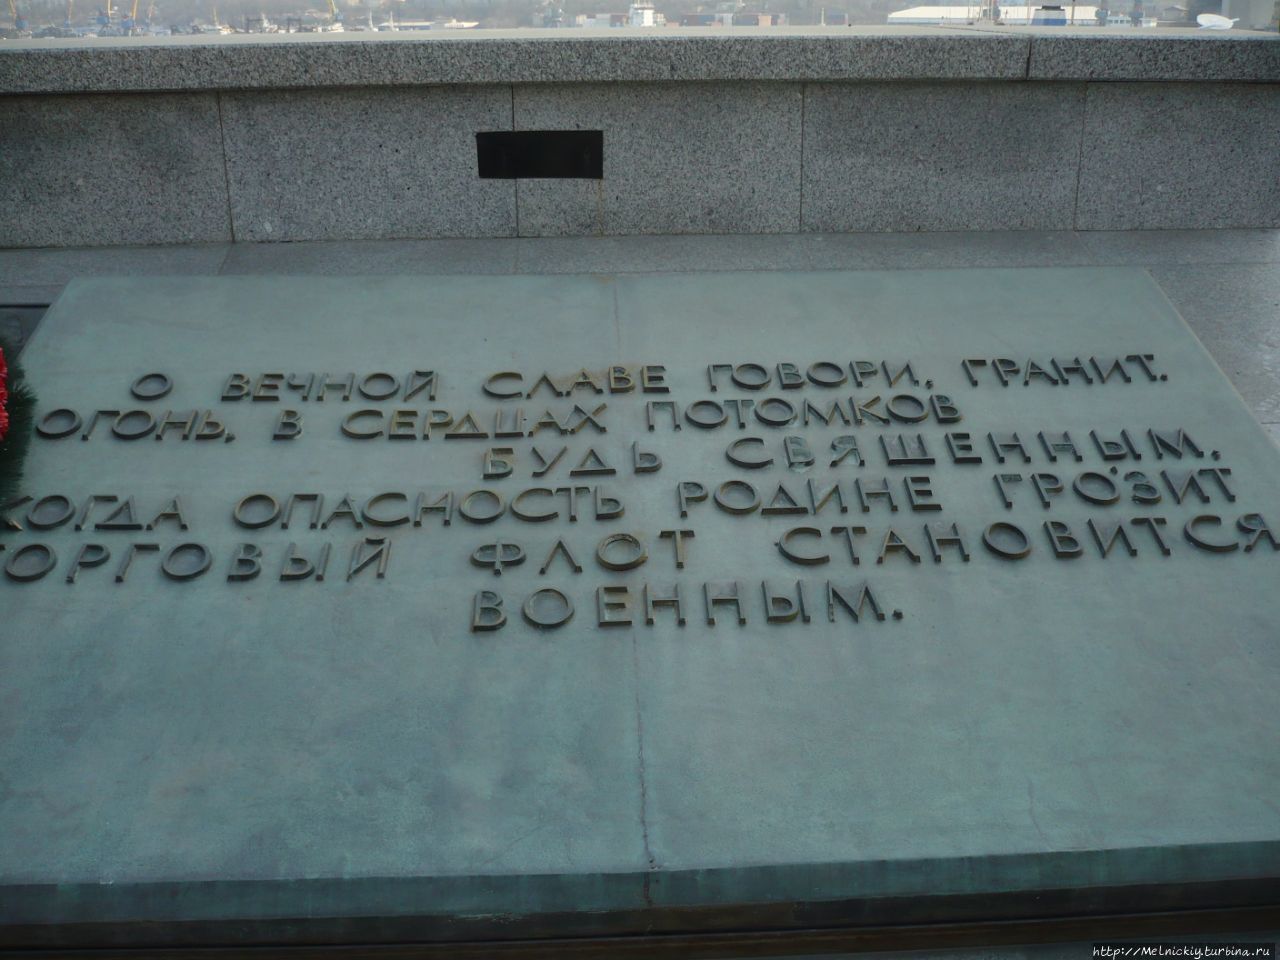 О ВЕЧНОЙ СЛАВЕ ГОВОРИ, ГРАНИТ.
ОГОНЬ, В СЕРДЦАХ ПОТОМКОВ
БУДЬ СВЯЩЕННЫМ,
КОГДА ОПАСНОСТЬ РОДИНЕ ГРОЗИТ
ТОРГОВЫЙ ФЛОТ СТАНОВИТСЯ
ВОЕННЫМ.
http://Melnickiy.turbina.ru